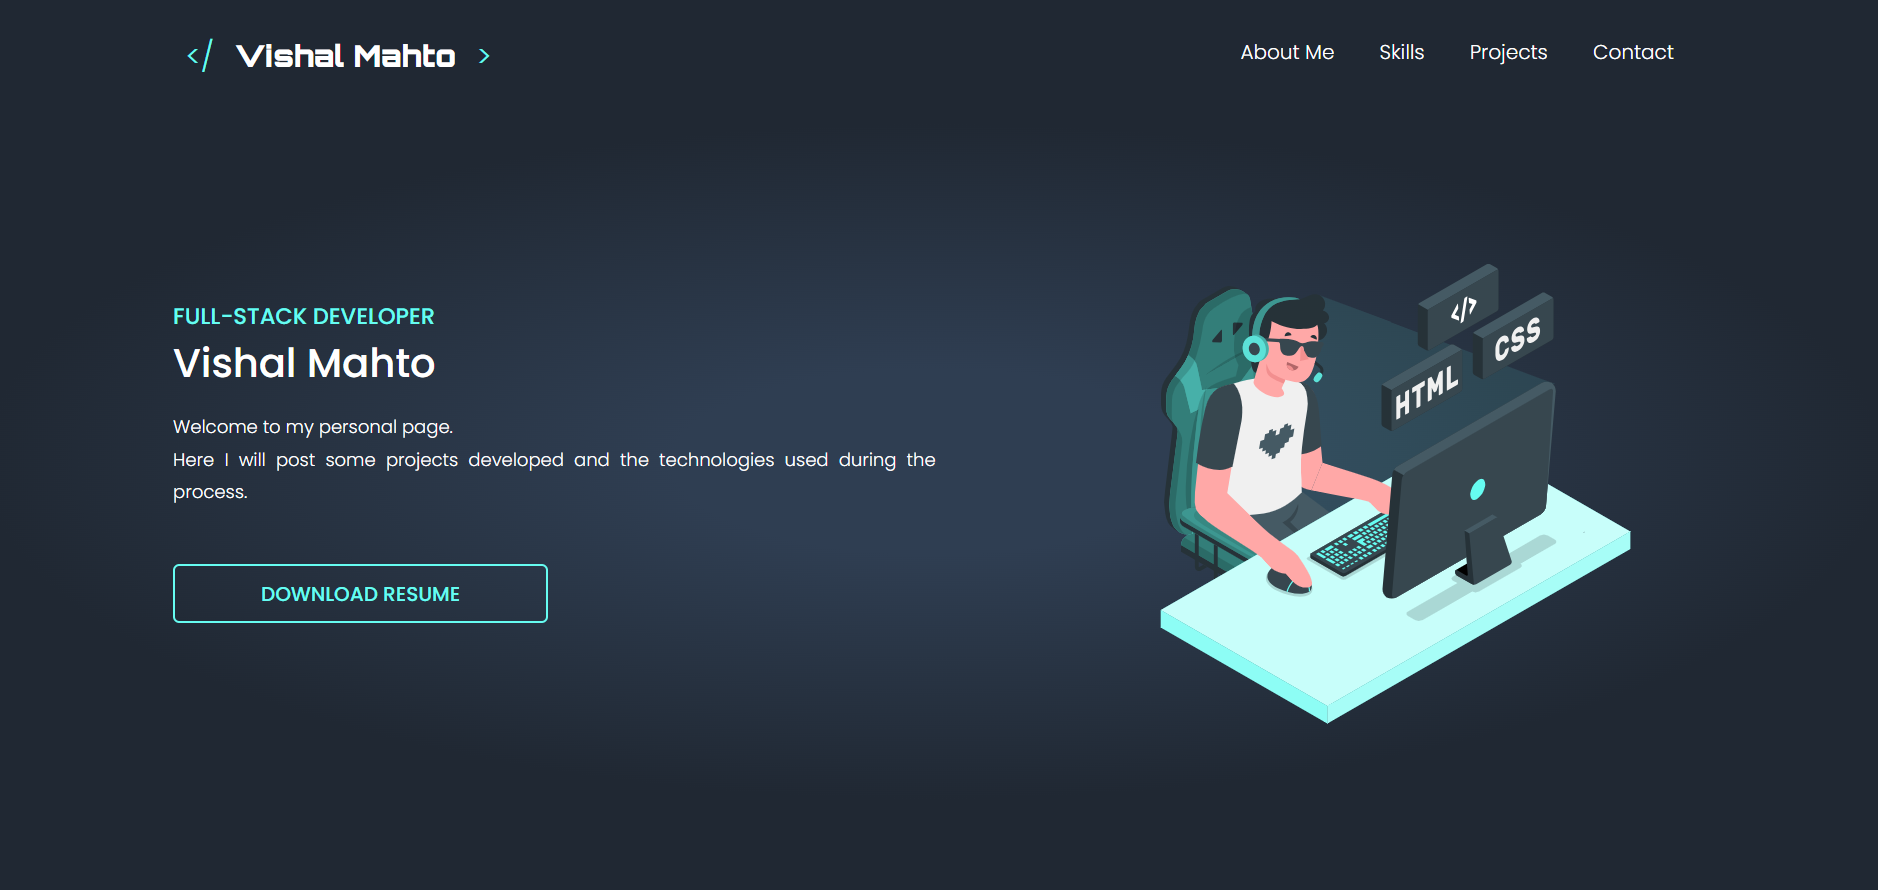 </ Vishal Mahto >
About Me Skills Projects Contact
FULL-STACK DEVELOPER
Vishal Mahto
Welcome to my personal page.
Here I will post some projects developed and the technologies used during the
process.
DOWNLOAD RESUME
</>
CSS
HTML